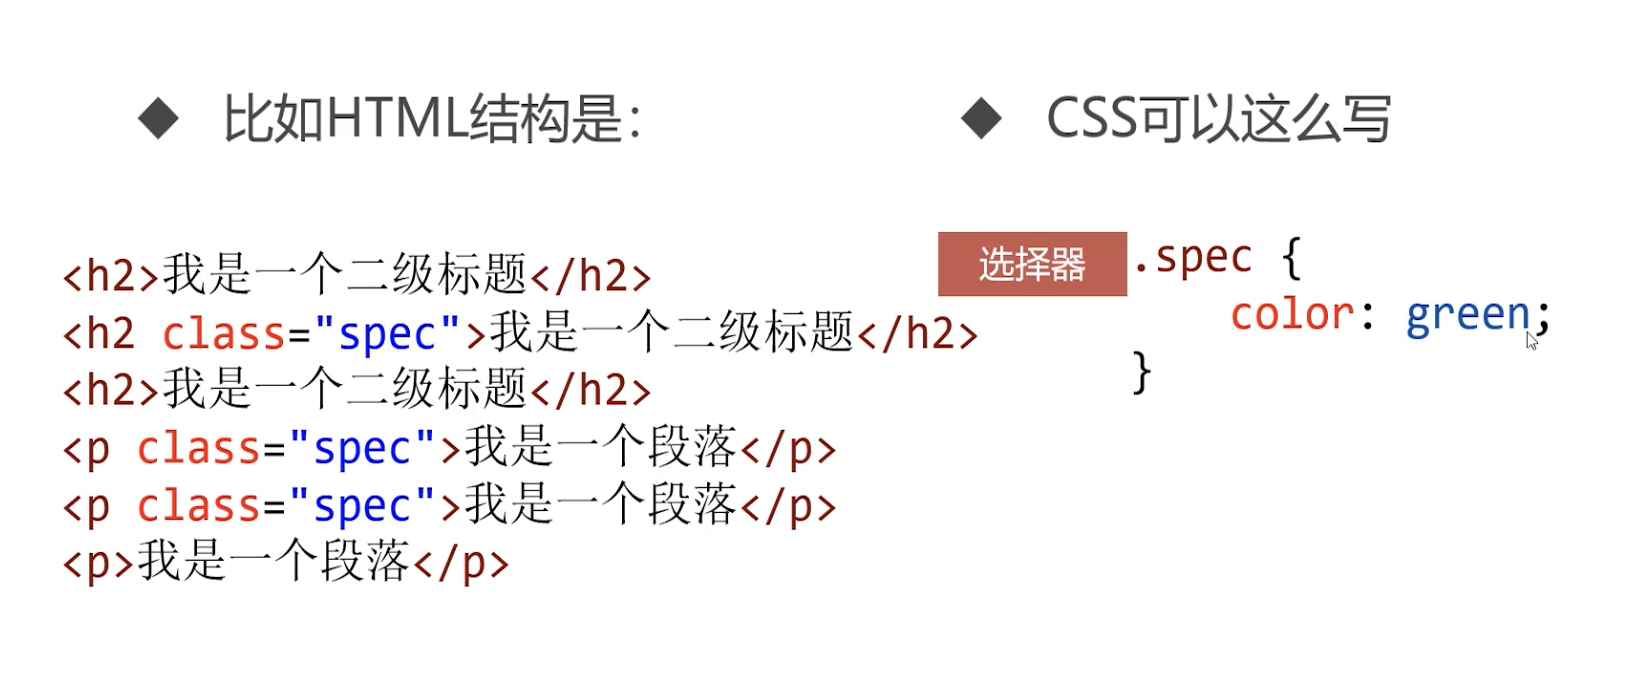 ◆ 比如HTML结构是：
<h2>我是一个二级标题</h2>
<h2 class="spec">我是一个二级标题</h2>
<h2>我是一个二级标题</h2>
<p class="spec">我是一个段落</p>
<p class="spec">我是一个段落</p>
<p>我是一个段落</p>
◆ CSS可以这么写
选择器 .spec {
color: green;
}